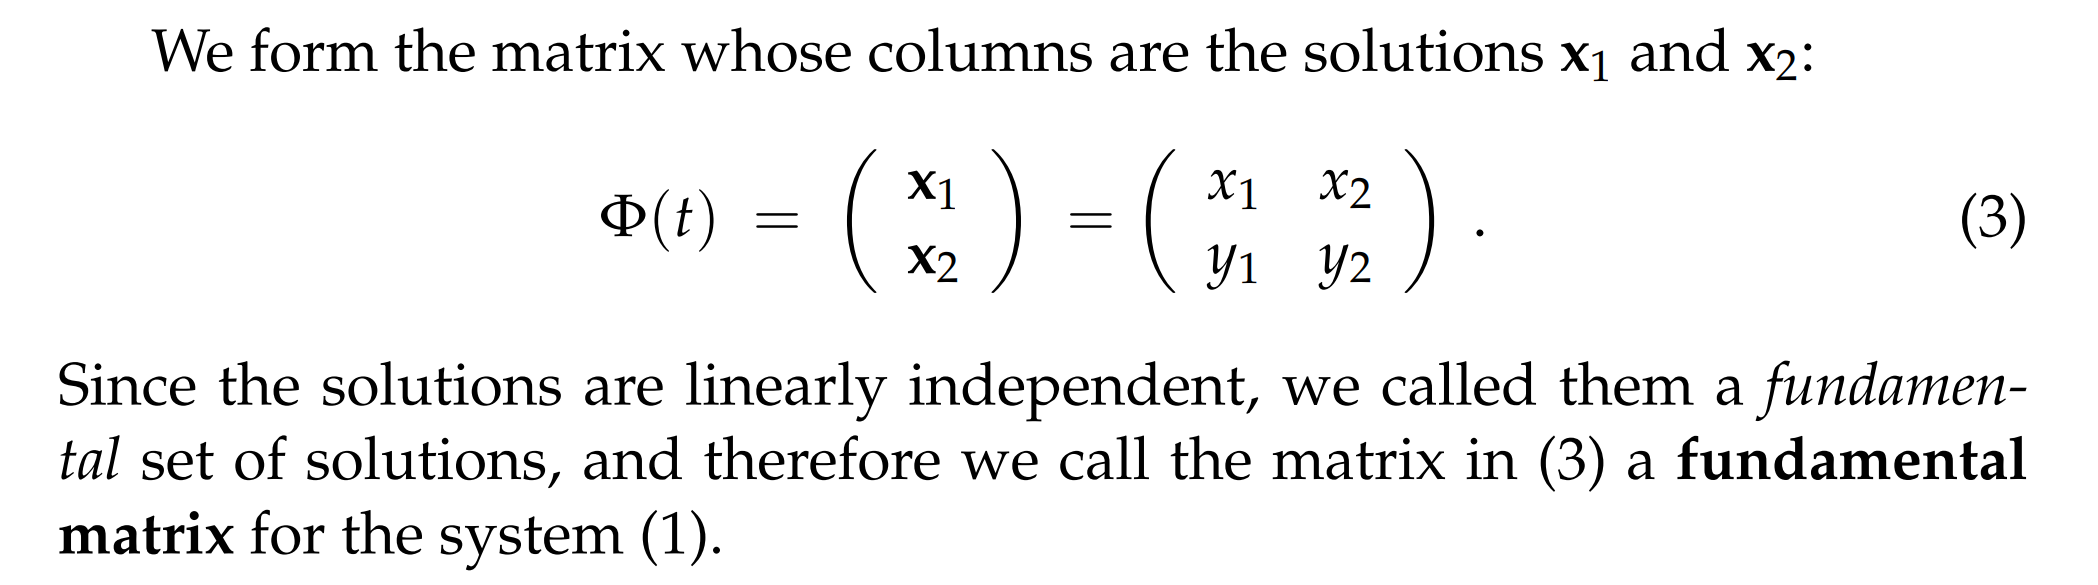 We form the matrix whose columns are the solutions x₁ and x₂:
Φ(t) = ( x₁ x₂ ) = ( x₁ x₂ y₁ y₂ ) . (3)
Since the solutions are linearly independent, we called them a fundamen-
tal set of solutions, and therefore we call the matrix in (3) a fundamental
matrix for the system (1).